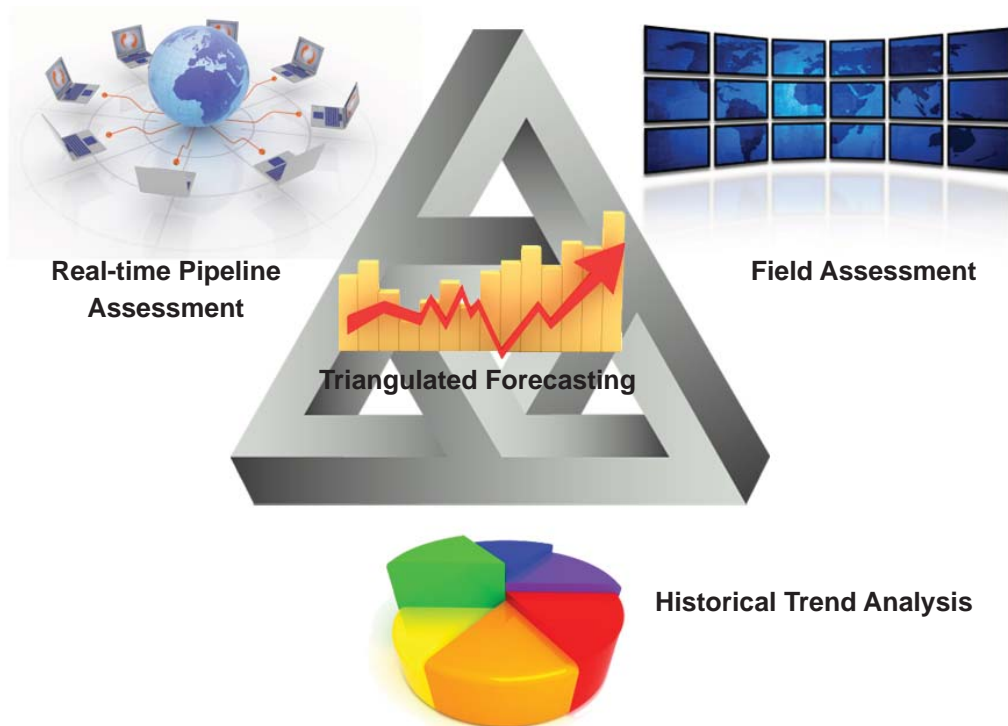 Real-time Pipeline
Assessment
Field Assessment
Triangulated Forecasting
Historical Trend Analysis